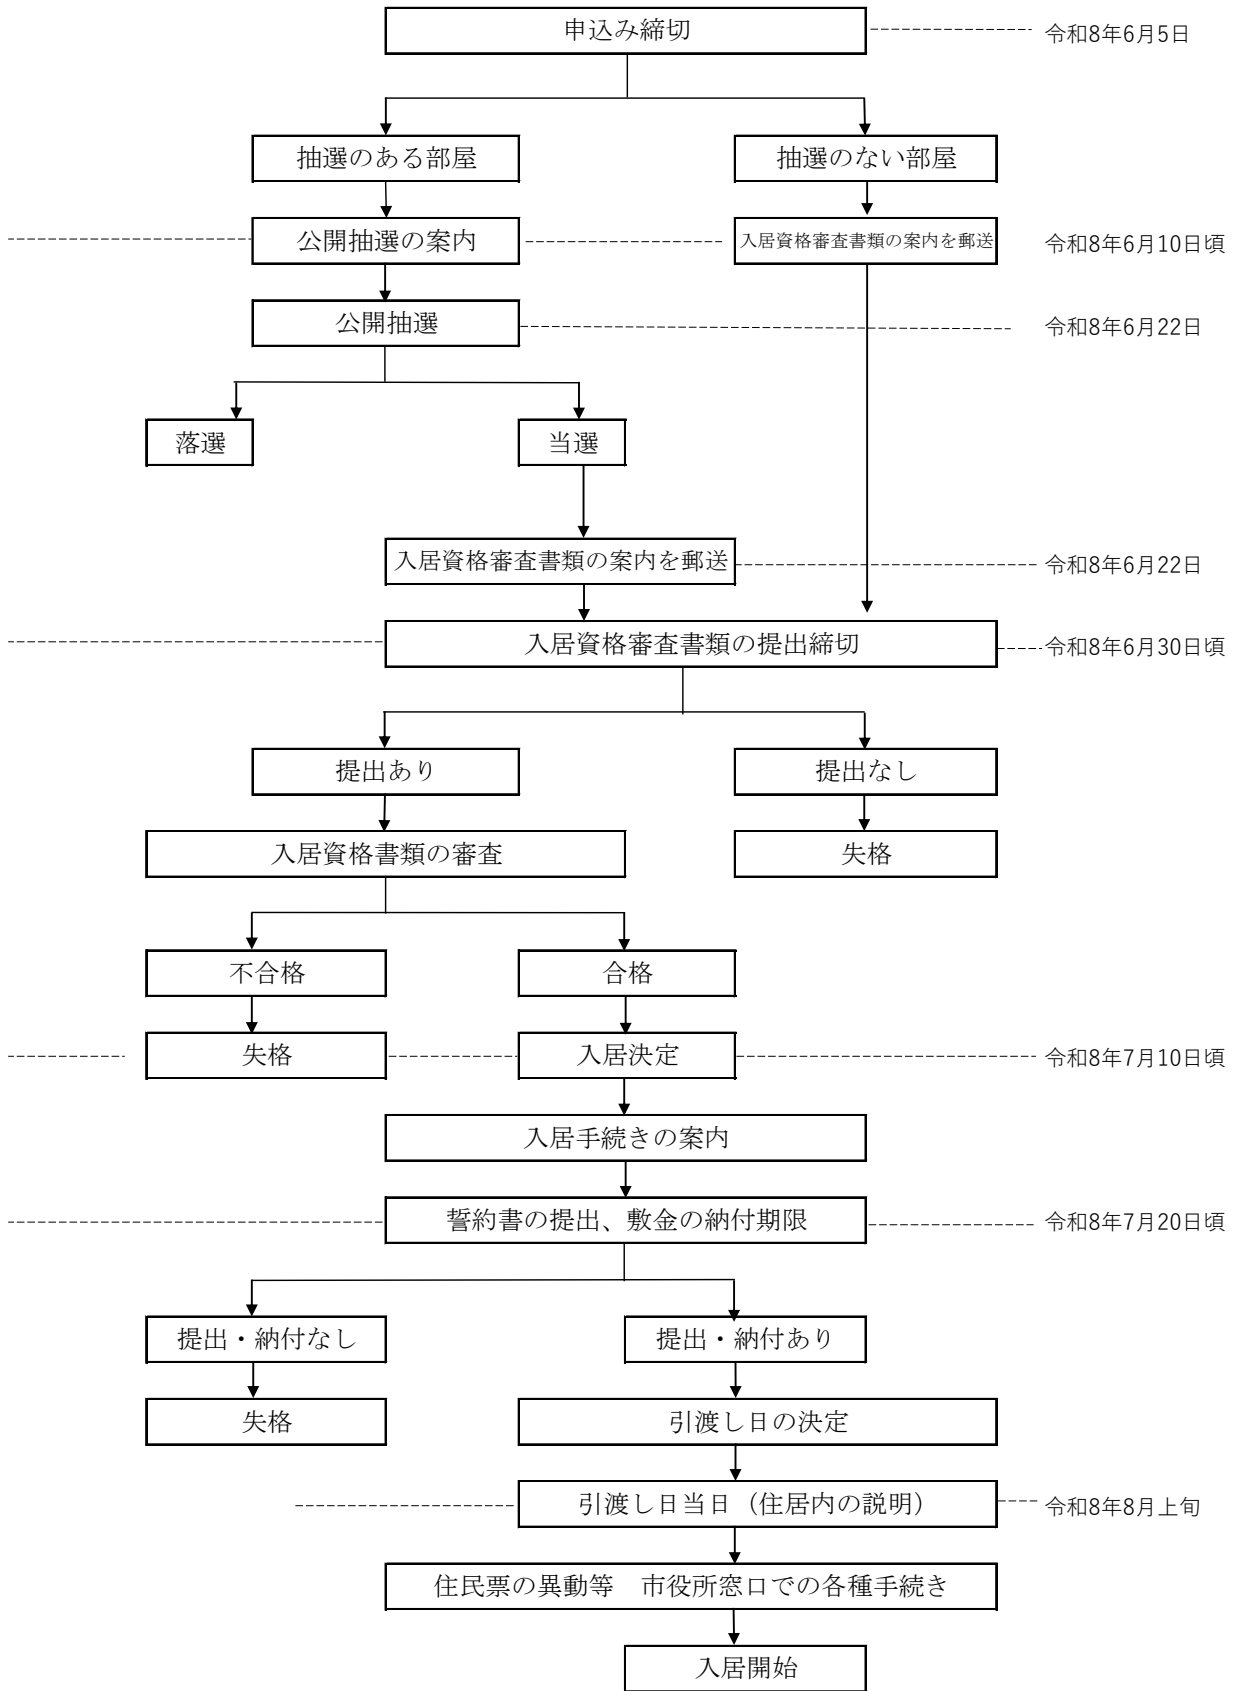 申込み締切
令和8年6月5日
抽選のある部屋
抽選のない部屋
公開抽選の案内
入居資格審査書類の案内を郵送
令和8年6月10日頃
公開抽選
令和8年6月22日
落選
当選
入居資格審査書類の案内を郵送
令和8年6月22日
入居資格審査書類の提出締切
令和8年6月30日頃
提出あり
提出なし
入居資格書類の審査
失格
不合格
合格
失格
入居決定
令和8年7月10日頃
入居手続きの案内
誓約書の提出、敷金の納付期限
令和8年7月20日頃
提出・納付なし
提出・納付あり
失格
引渡し日の決定
引渡し日当日（住居内の説明）
令和8年8月上旬
住民票の異動等　市役所窓口での各種手続き
入居開始